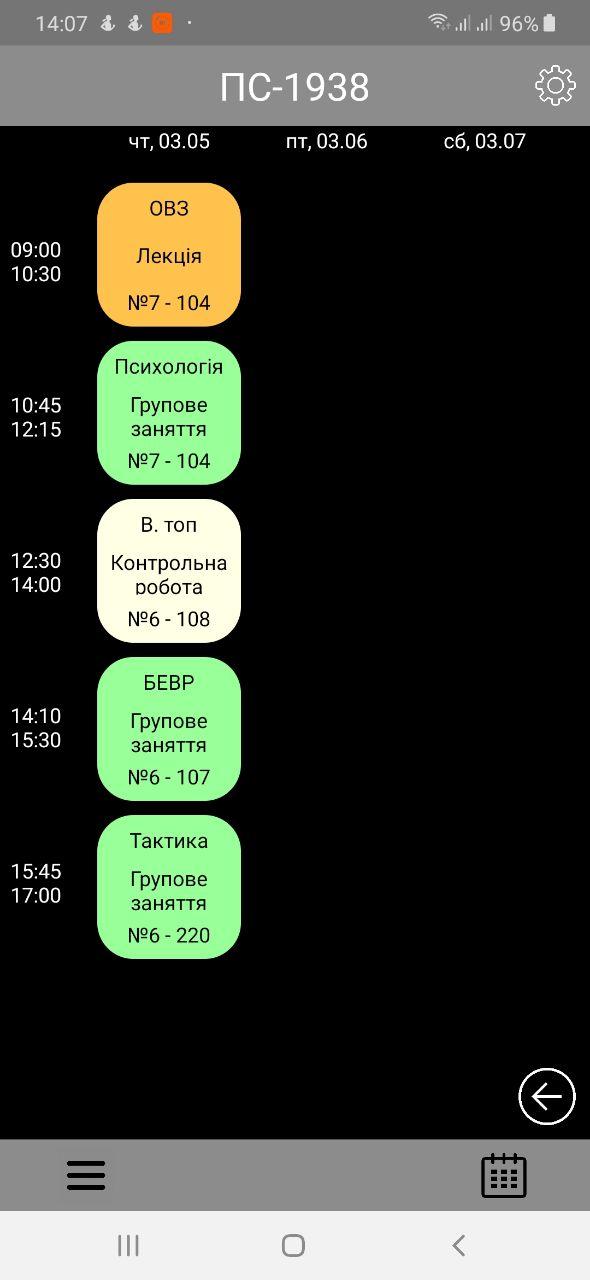 14:07
96%
ПС-1938
чт, 03.05 пт, 03.06 сб, 03.07
09:00
10:30
ОВЗ
Лекція
№7 - 104
10:45
12:15
Психологія
Групове
заняття
№7 - 104
12:30
14:00
В. топ
Контрольна
робота
№6 - 108
14:10
15:30
БЕВР
Групове
заняття
№6 - 107
15:45
17:00
Тактика
Групове
заняття
№6 - 220